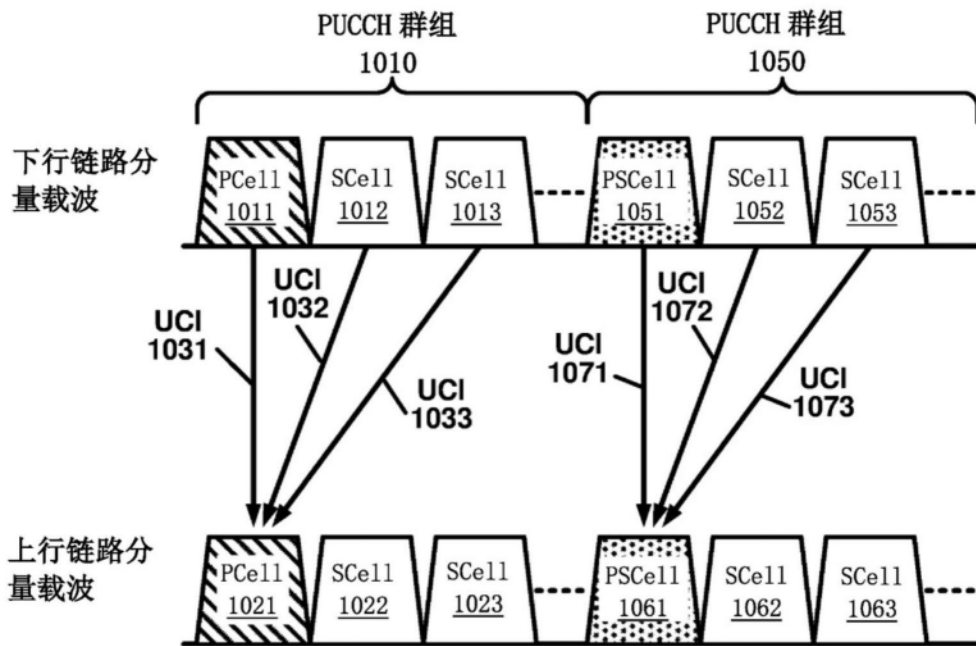 PUCCH 群组
1010
PUCCH 群组
1050
下行链路分
量载波
PCell
1011
SCell
1012
SCell
1013
PSCell
1051
SCell
1052
SCell
1053
UCI
1031
UCI
1032
UCI
1033
UCI
1071
UCI
1072
UCI
1073
上行链路分
量载波
PCell
1021
SCell
1022
SCell
1023
PSCell
1061
SCell
1062
SCell
1063